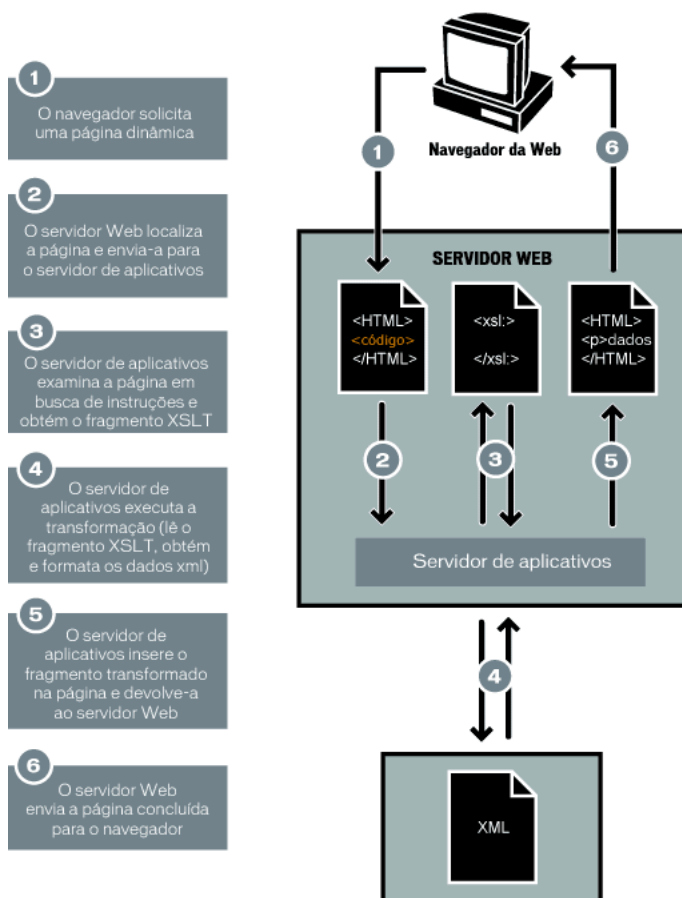 1
O navegador solicita
uma página dinâmica
2
O servidor Web localiza
a página e envia-a para
o servidor de aplicativos
3
O servidor de aplicativos
examina a página em
busca de instruções e
obtém o fragmento XSLT
4
O servidor de
aplicativos executa a
transformação (lê o
fragmento XSLT, obtém
e formata os dados xml)
5
O servidor de
aplicativos insere o
fragmento transformado
na página e devolve-a
ao servidor Web
6
O servidor Web
envia a página concluída
para o navegador
1
Navegador da Web
6
SERVIDOR WEB
<HTML>
<código>
</HTML>
<xsl:>
</xsl:>
<HTML>
<p>dados
</HTML>
2
3
5
Servidor de aplicativos
4
XML